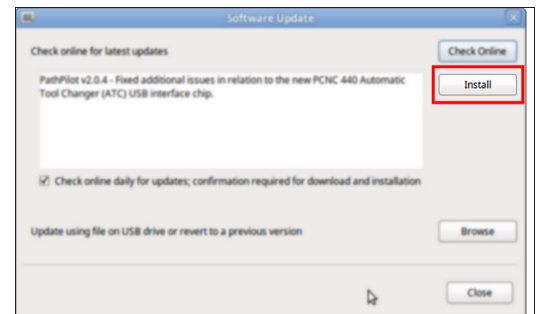 Software Update
Check online for latest updates
Check Online
PathPilot v2.0.4 - Fixed additional issues in relation to the new PCNC 440 Automatic
Tool Changer (ATC) USB interface chip.
Install
Check online daily for updates; confirmation required for download and installation
Update using file on USB drive or revert to a previous version
Browse
Close